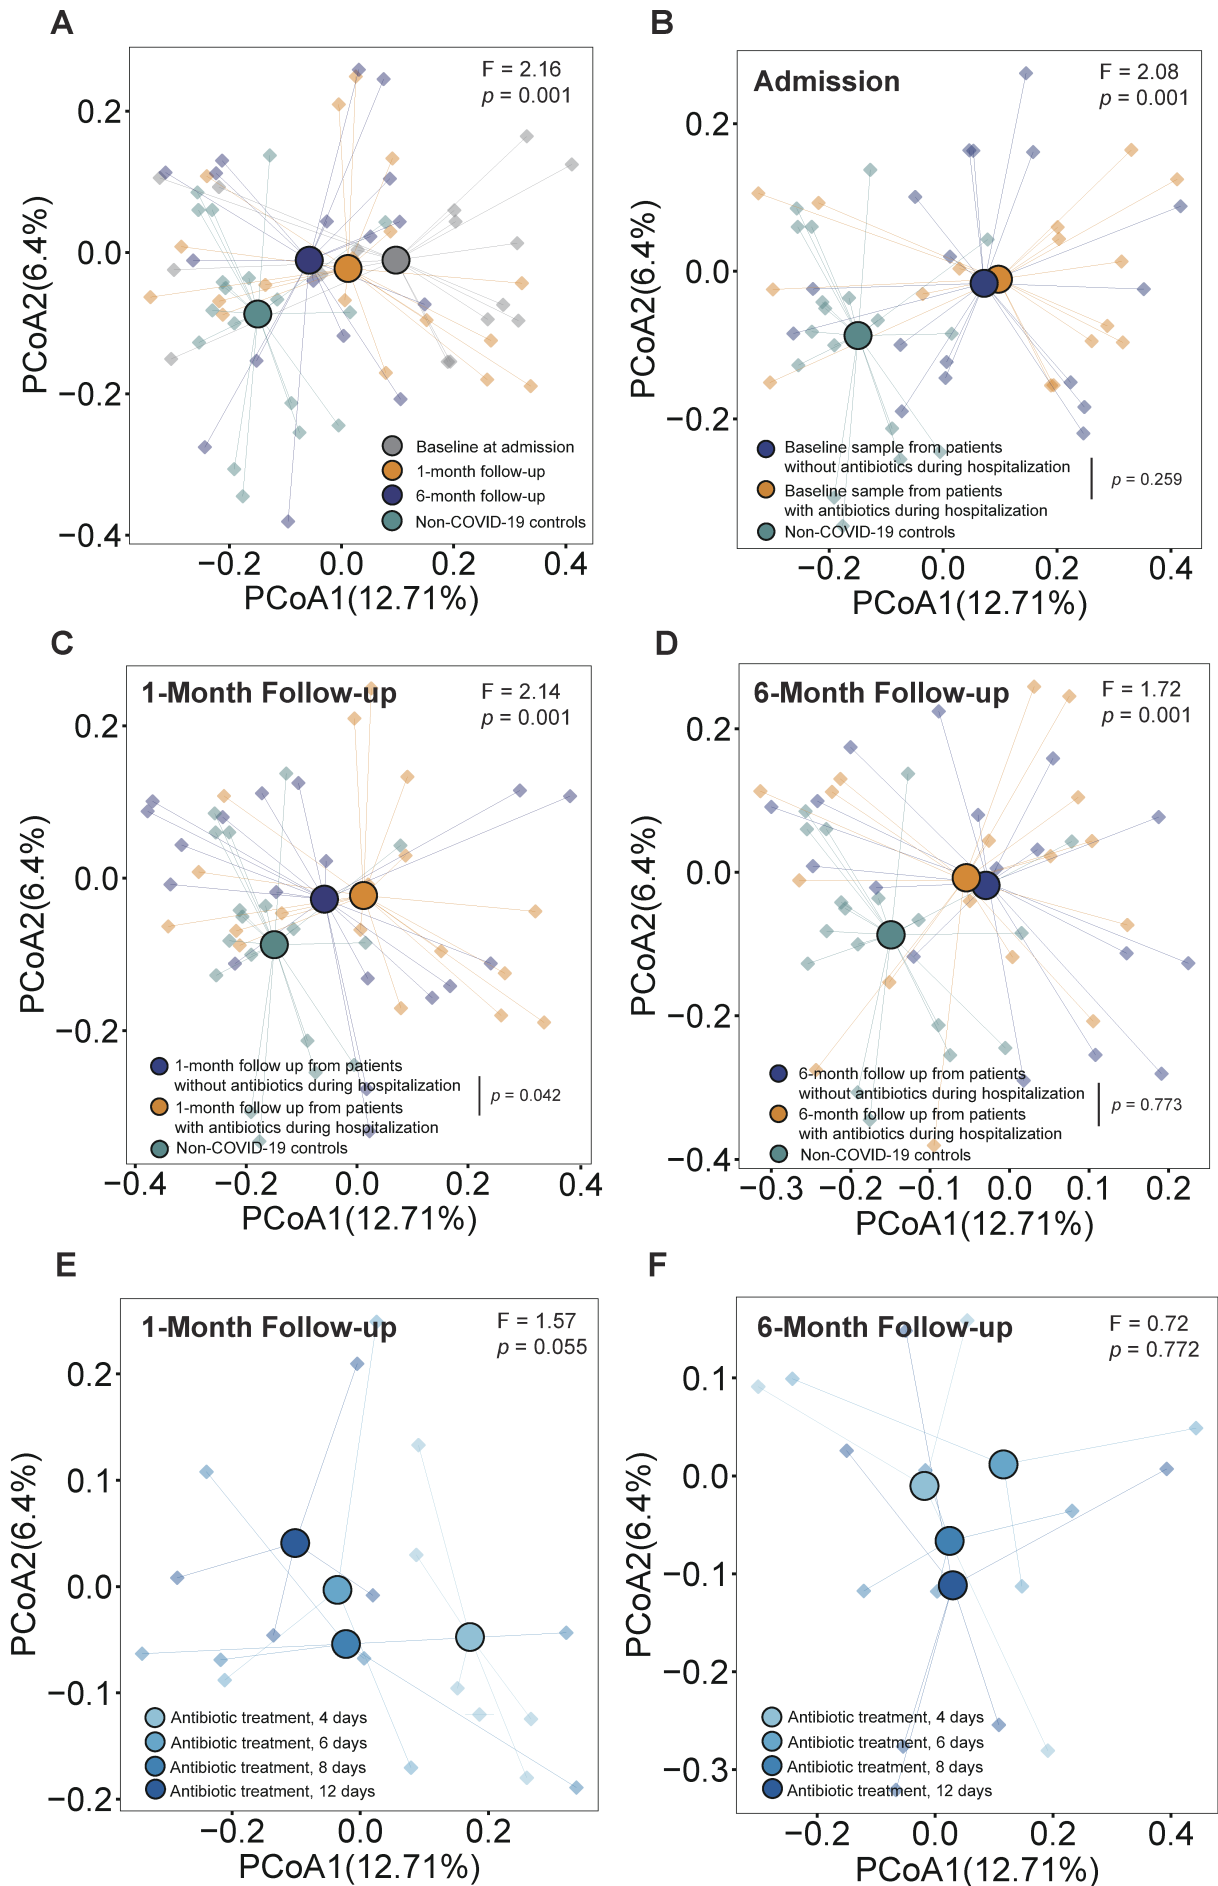 A
F = 2.16
p = 0.001
0.2
0.0
−0.2
−0.4
PCoA2(6.4%)
Baseline at admission
1-month follow-up
6-month follow-up
Non-COVID-19 controls
−0.2
0.0
0.2
0.4
PCoA1(12.71%)
B
Admission
F = 2.08
p = 0.001
0.2
0.0
−0.2
PCoA2(6.4%)
Baseline sample from patients
without antibiotics during hospitalization
Baseline sample from patients
with antibiotics during hospitalization
Non-COVID-19 controls
p = 0.259
−0.2
0.0
0.2
0.4
PCoA1(12.71%)
C
1-Month Follow-up
F = 2.14
p = 0.001
0.2
0.0
−0.2
PCoA2(6.4%)
1-month follow up from patients
without antibiotics during hospitalization
1-month follow up from patients
with antibiotics during hospitalization
Non-COVID-19 controls
p = 0.042
−0.4
−0.2
0.0
0.2
0.4
PCoA1(12.71%)
D
6-Month Follow-up
F = 1.72
p = 0.001
0.2
0.0
−0.2
−0.4
PCoA2(6.4%)
6-month follow up from patients
without antibiotics during hospitalization
6-month follow up from patients
with antibiotics during hospitalization
Non-COVID-19 controls
p = 0.773
−0.3
−0.2
−0.1
0.0
0.1
0.2
PCoA1(12.71%)
E
1-Month Follow-up
F = 1.57
p = 0.055
0.2
0.1
0.0
−0.1
−0.2
PCoA2(6.4%)
Antibiotic treatment, 4 days
Antibiotic treatment, 6 days
Antibiotic treatment, 8 days
Antibiotic treatment, 12 days
−0.2
0.0
0.2
PCoA1(12.71%)
F
6-Month Follow-up
F = 0.72
p = 0.772
0.1
0.0
−0.1
−0.2
−0.3
PCoA2(6.4%)
Antibiotic treatment, 4 days
Antibiotic treatment, 6 days
Antibiotic treatment, 8 days
Antibiotic treatment, 12 days
−0.2
0.0
0.2
0.4
PCoA1(12.71%)